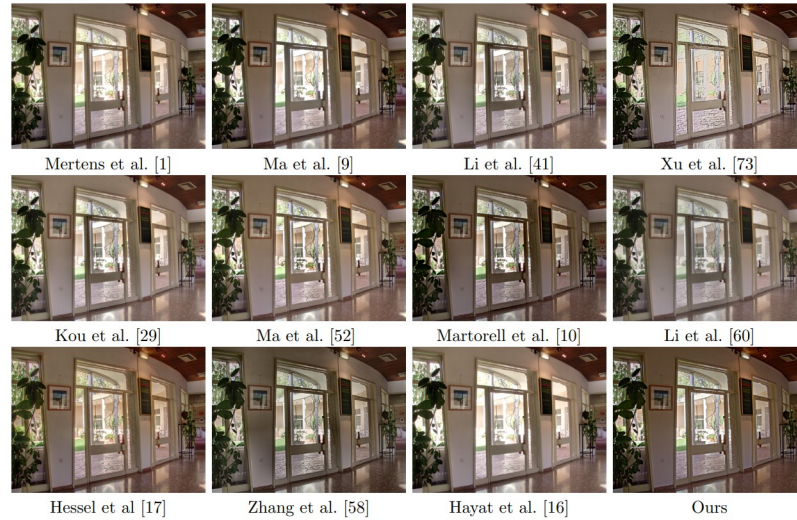 Mertens et al. [1] Ma et al. [9] Li et al. [41] Xu et al. [73]
Kou et al. [29] Ma et al. [52] Martorell et al. [10] Li et al. [60]
Hessel et al [17] Zhang et al. [58] Hayat et al. [16] Ours